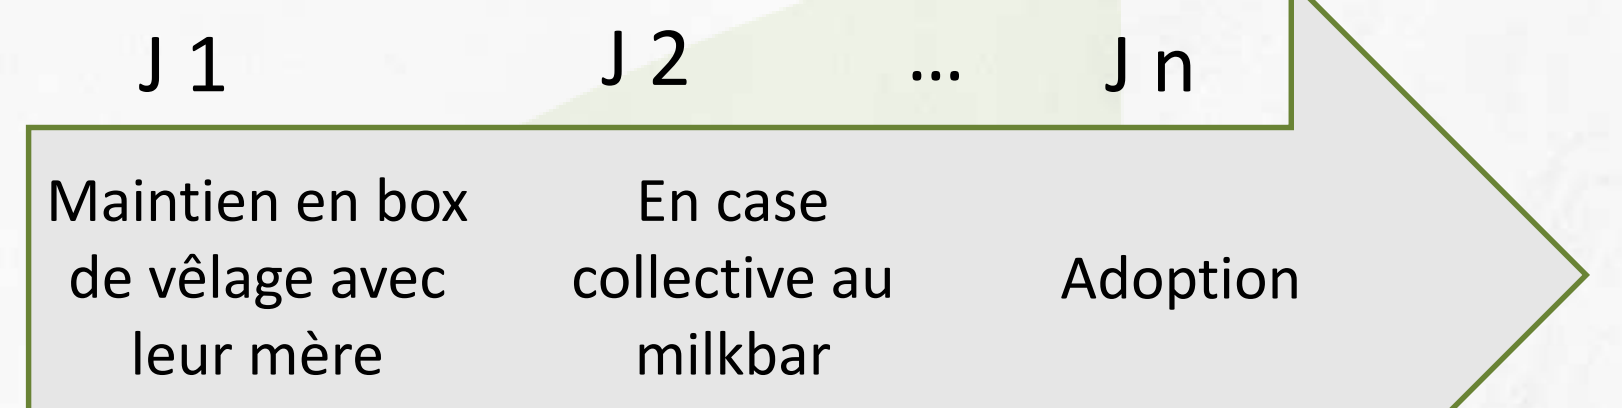 J 1
J 2
...
J n
Maintien en box
de vêlage avec
leur mère
En case
collective au
milkbar
Adoption